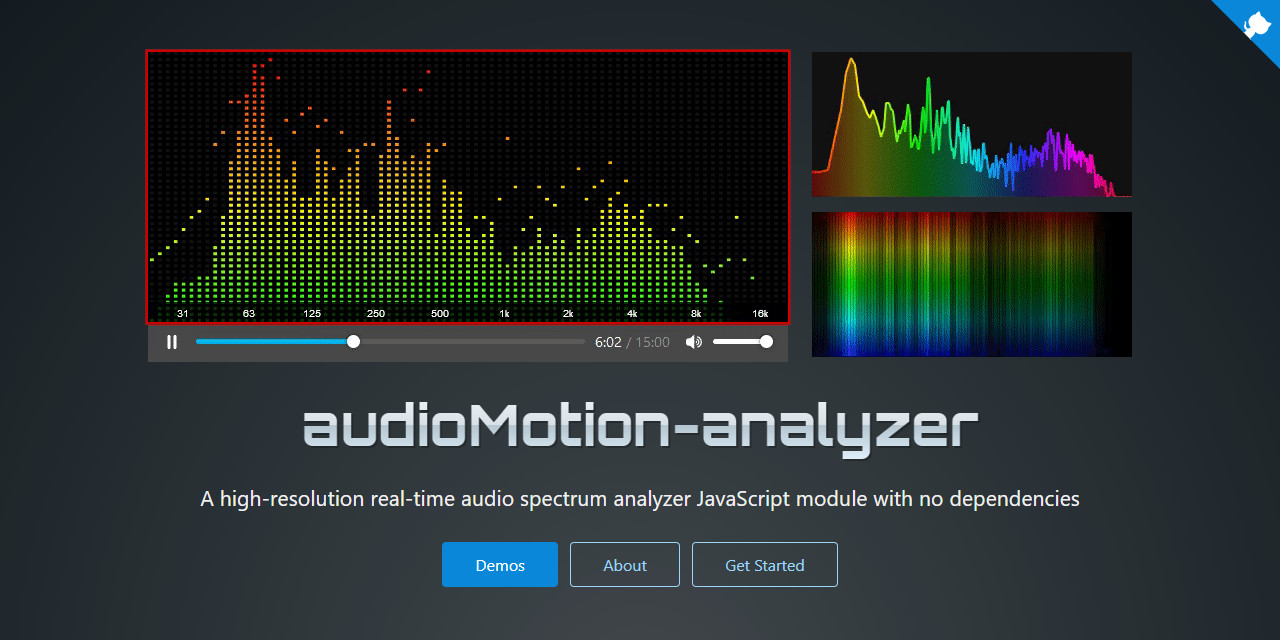 31 63 125 250 500 1k 2k 4k 8k 16k
6:02 / 15:00
audioMotion-analyzer
A high-resolution real-time audio spectrum analyzer JavaScript module with no dependencies
Demos About Get Started